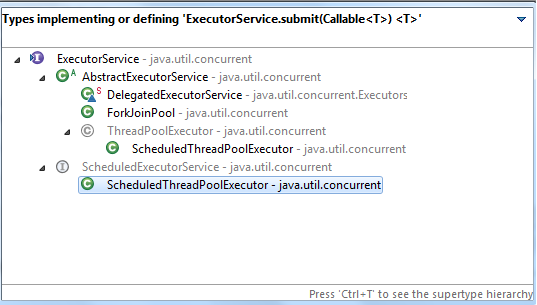 Types implementing or defining 'ExecutorService.submit(Callable<T>) <T>'
I ExecutorService - java.util.concurrent
C A AbstractExecutorService - java.util.concurrent
C S DelegatedExecutorService - java.util.concurrent.Executors
C ForkJoinPool - java.util.concurrent
C ThreadPoolExecutor - java.util.concurrent
C ScheduledThreadPoolExecutor - java.util.concurrent
I ScheduledExecutorService - java.util.concurrent
C ScheduledThreadPoolExecutor - java.util.concurrent
Press 'Ctrl+T' to see the supertype hierarchy